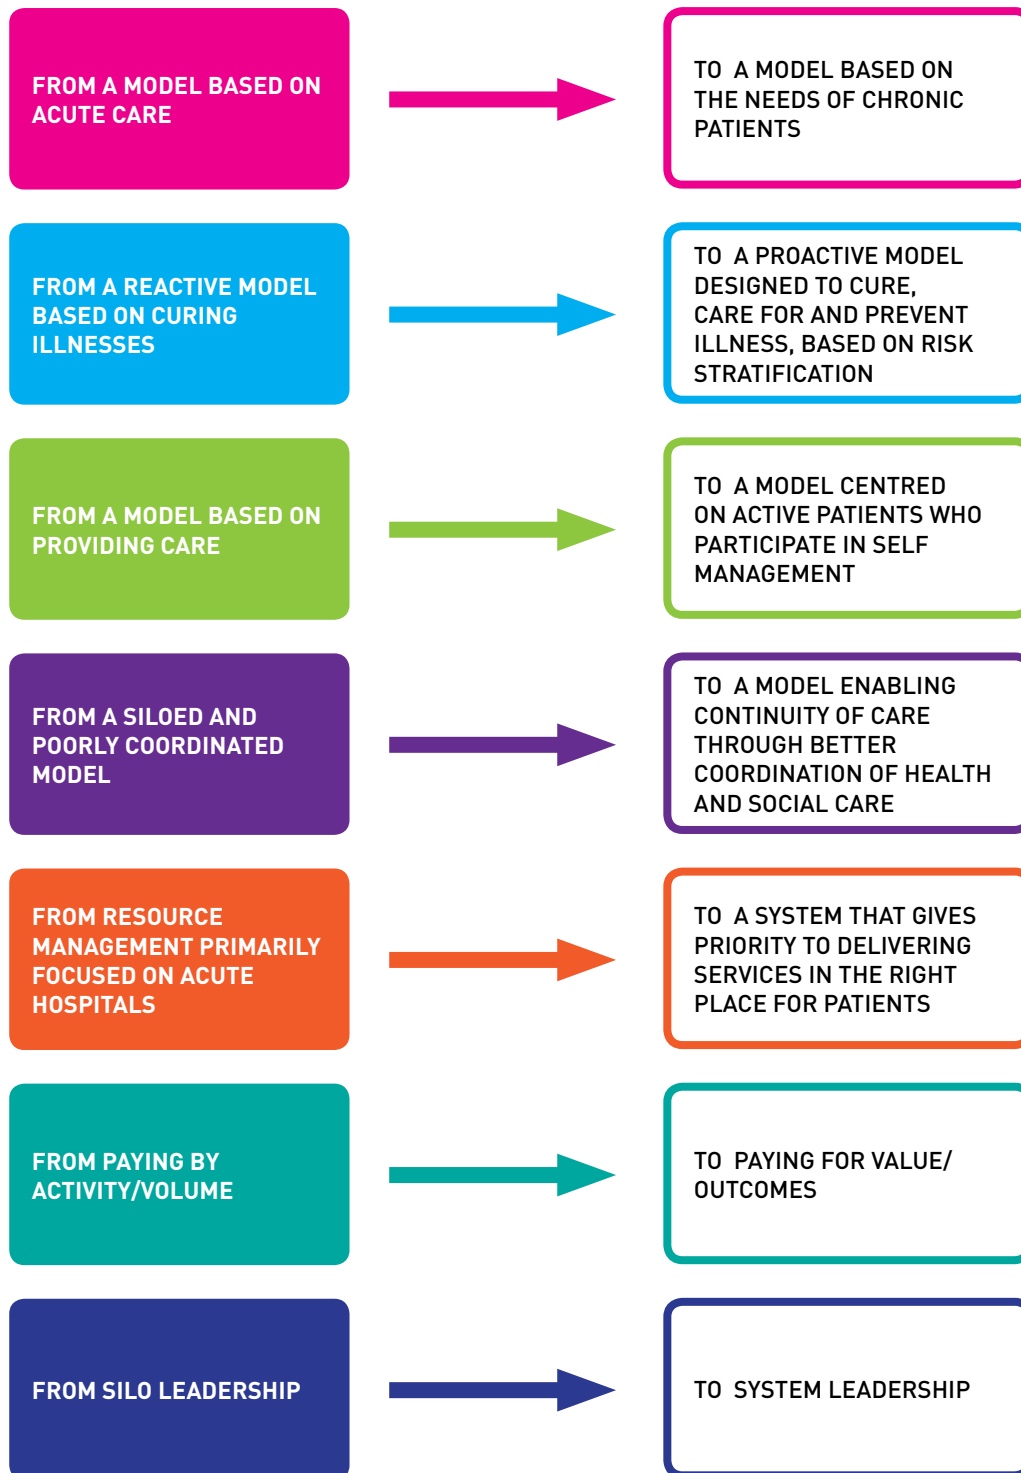 FROM A MODEL BASED ON
ACUTE CARE
TO A MODEL BASED ON
THE NEEDS OF CHRONIC
PATIENTS
FROM A REACTIVE MODEL
BASED ON CURING
ILLNESSES
TO A PROACTIVE MODEL
DESIGNED TO CURE,
CARE FOR AND PREVENT
ILLNESS, BASED ON RISK
STRATIFICATION
FROM A MODEL BASED ON
PROVIDING CARE
TO A MODEL CENTRED
ON ACTIVE PATIENTS WHO
PARTICIPATE IN SELF
MANAGEMENT
FROM A SILOED AND
POORLY COORDINATED
MODEL
TO A MODEL ENABLING
CONTINUITY OF CARE
THROUGH BETTER
COORDINATION OF HEALTH
AND SOCIAL CARE
FROM RESOURCE
MANAGEMENT PRIMARILY
FOCUSED ON ACUTE
HOSPITALS
TO A SYSTEM THAT GIVES
PRIORITY TO DELIVERING
SERVICES IN THE RIGHT
PLACE FOR PATIENTS
FROM PAYING BY
ACTIVITY/VOLUME
TO PAYING FOR VALUE/
OUTCOMES
FROM SILO LEADERSHIP
TO SYSTEM LEADERSHIP